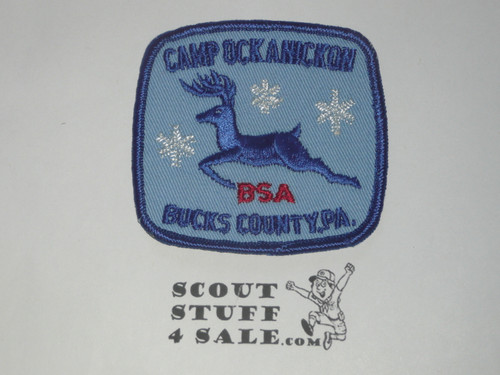 CAMP OCKANICKON
BSA
BUCKS COUNTY,PA.
SCOUT
STUFF
4 SALE.COM